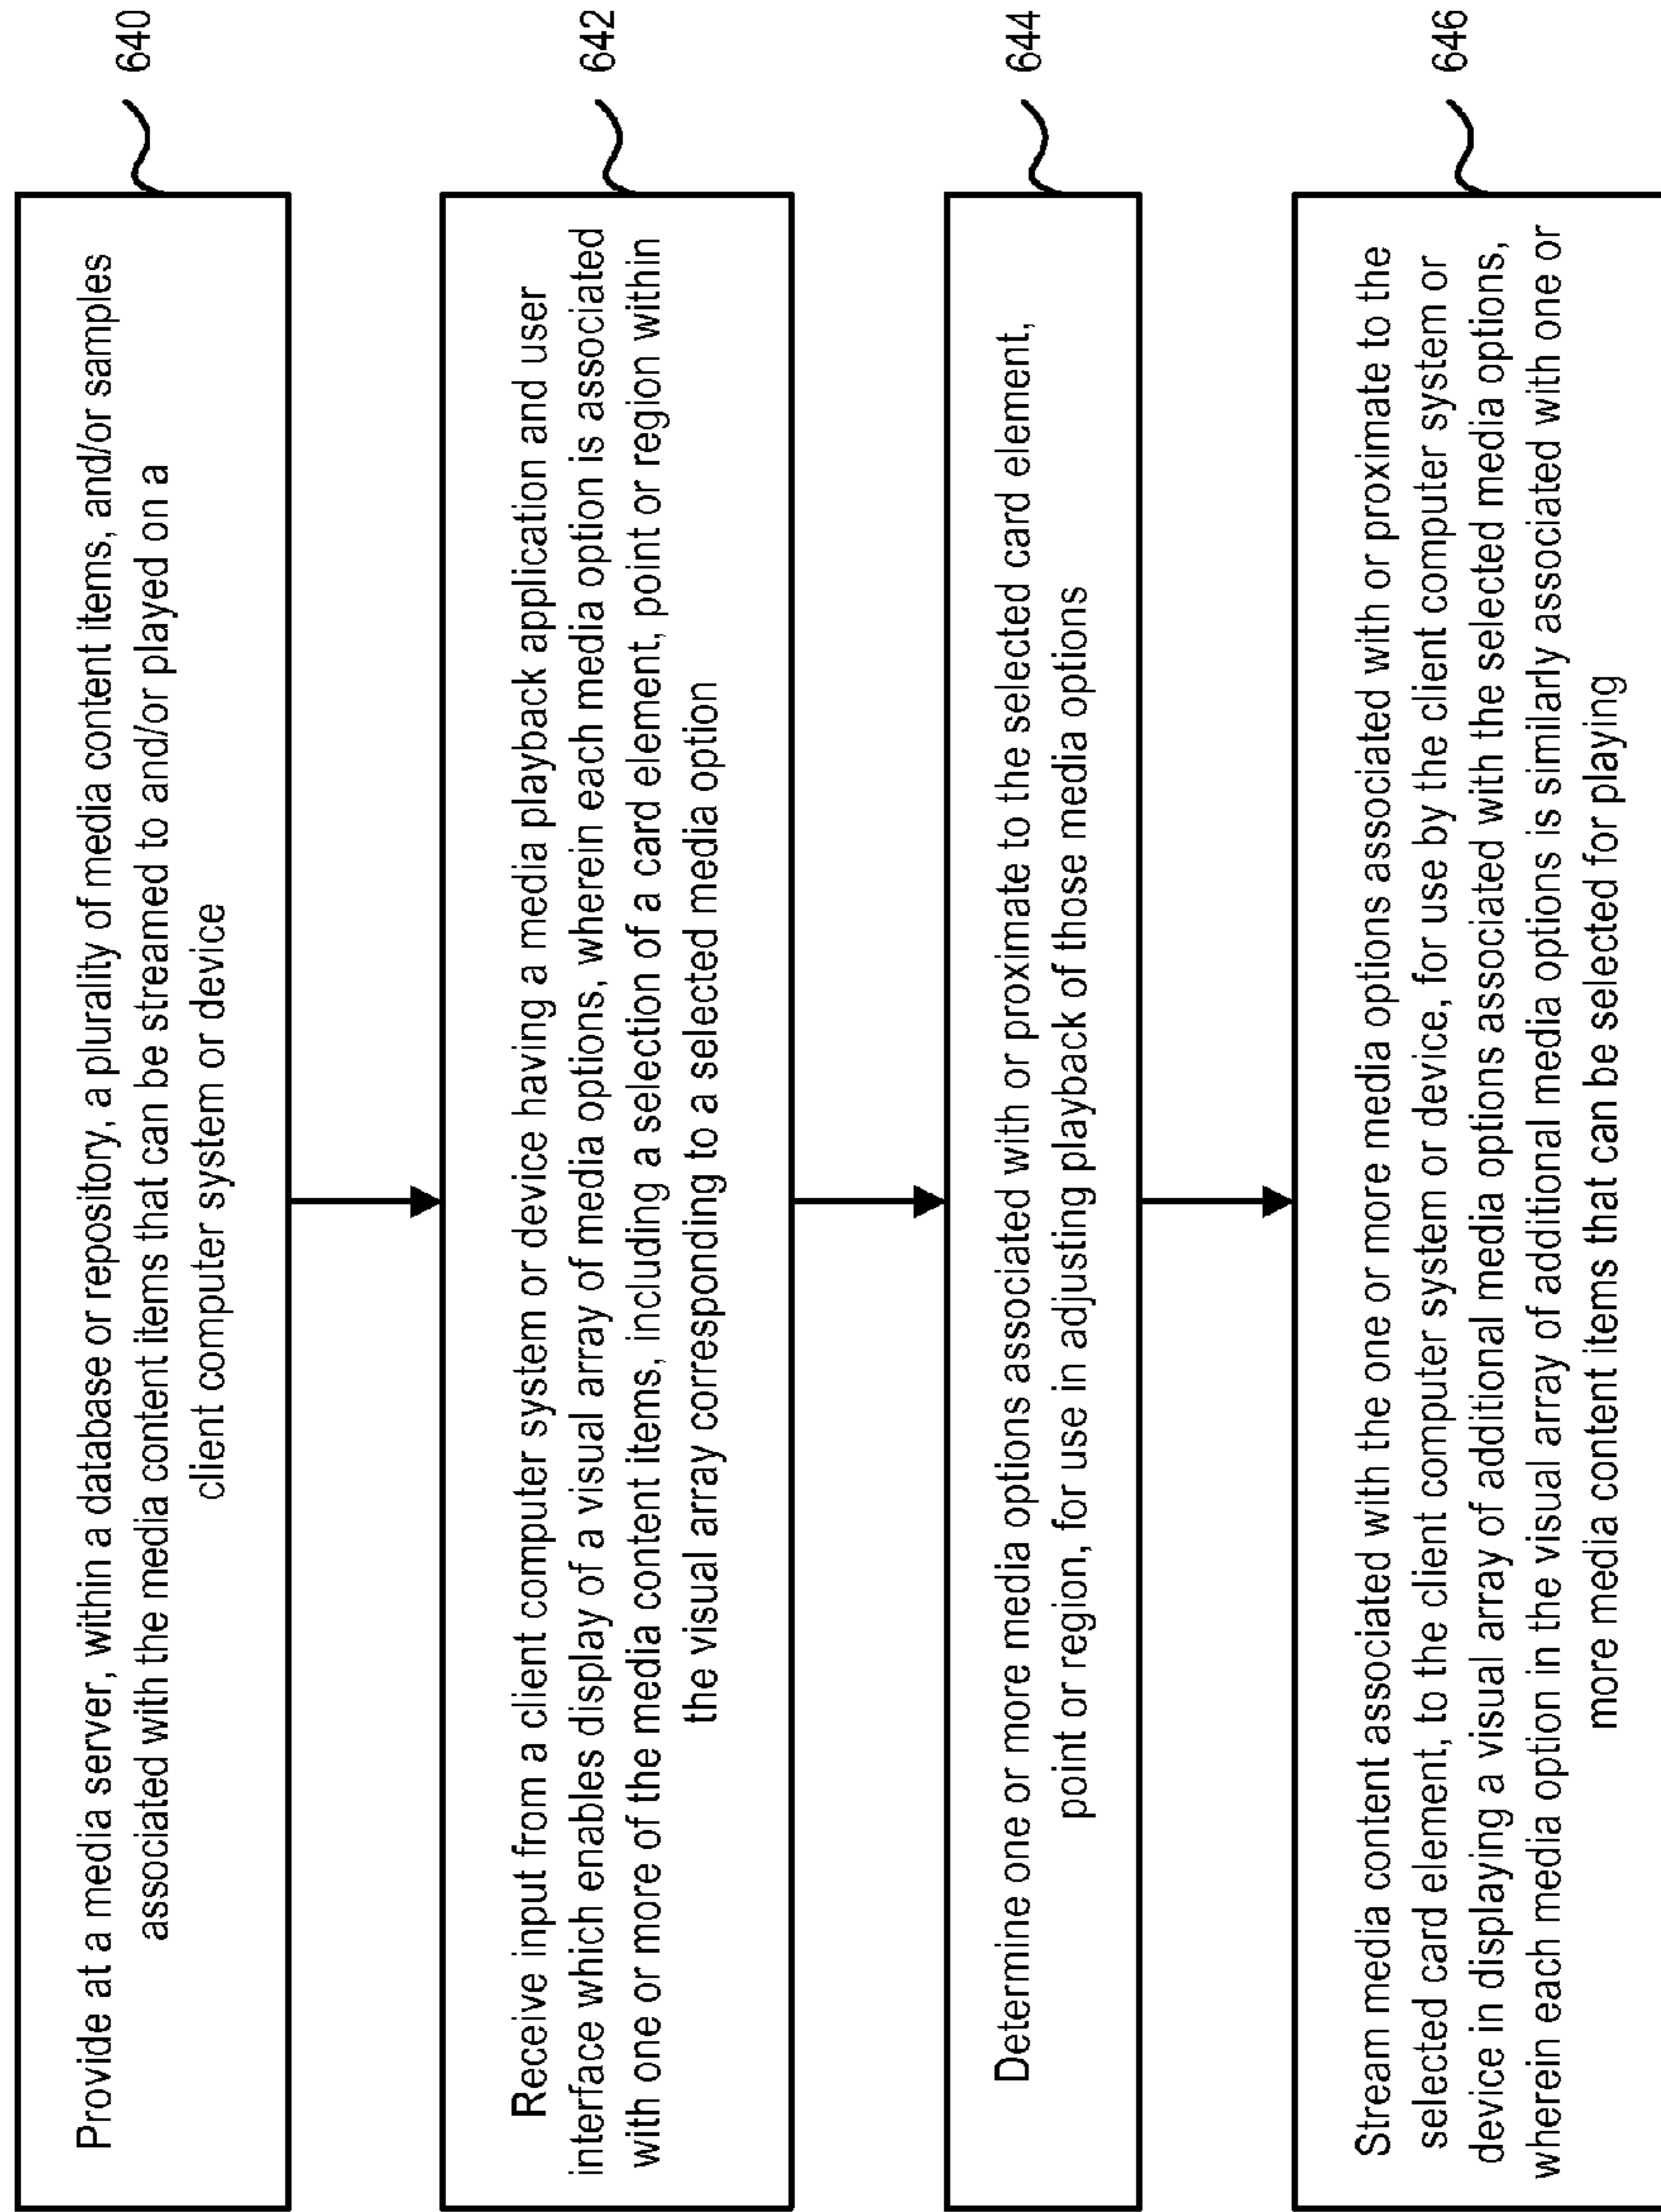 Provide at a media server, within a database or repository, a plurality of media content items, and/or samples
associated with the media content items that can be streamed to and/or played on a
client computer system or device
640
Receive input from a client computer system or device having a media playback application and user
interface which enables display of a visual array of media options, wherein each media option is associated
with one or more of the media content items, including a selection of a card element, point or region within
the visual array corresponding to a selected media option
642
Determine one or more media options associated with or proximate to the selected card element,
point or region, for use in adjusting playback of those media options
644
Stream media content associated with the one or more media options associated with or proximate to the
selected card element, to the client computer system or device, for use by the client computer system or
device in displaying a visual array of additional media options associated with the selected media options,
wherein each media option in the visual array of additional media options is similarly associated with one or
more media content items that can be selected for playing
646